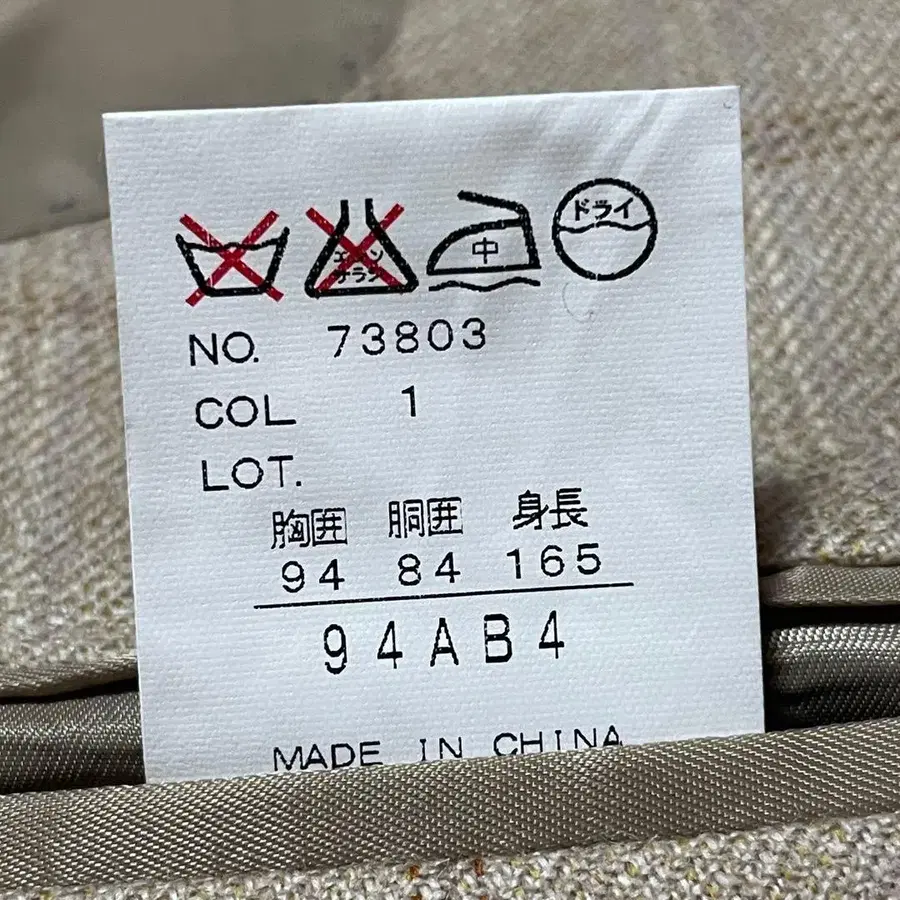 エンソ
サラシ
中
ドライ
NO. 73803
COL 1
LOT.
胸囲 胴囲 身長
94 84 165
94AB4
MADE IN CHINA